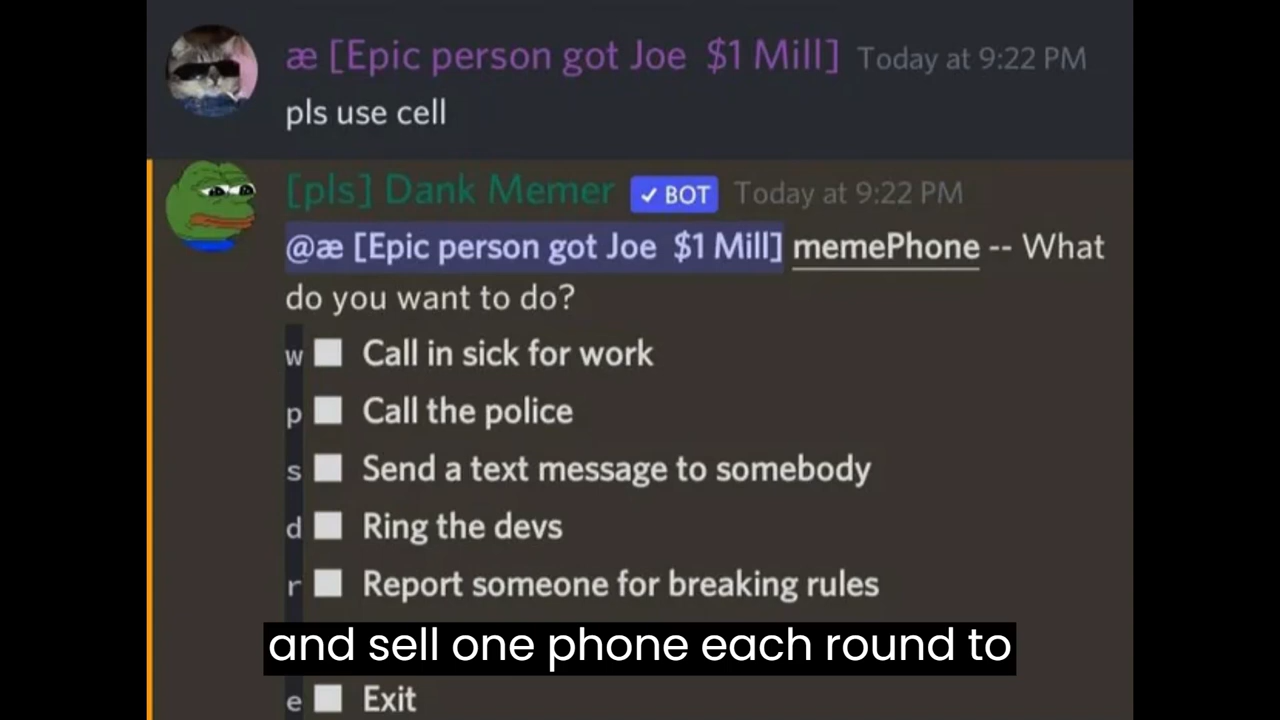 æ [Epic person got Joe $1 Mill] Today at 9:22 PM
pls use cell
[pls] Dank Memer ✓ BOT Today at 9:22 PM
@æ [Epic person got Joe $1 Mill] memePhone -- What
do you want to do?
w Call in sick for work
p Call the police
s Send a text message to somebody
d Ring the devs
r Report someone for breaking rules
and sell one phone each round to
e Exit